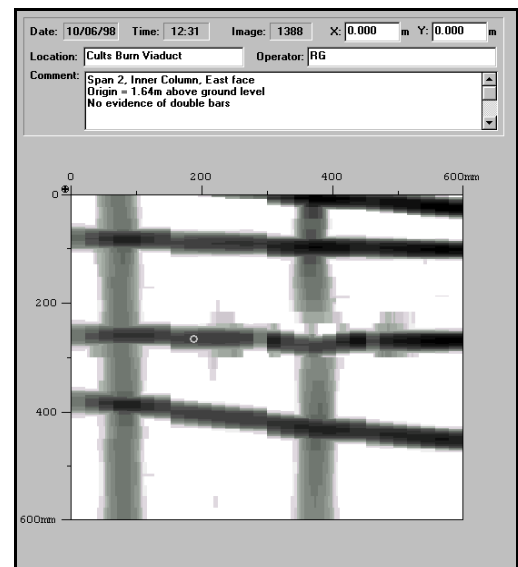 Date: 10/06/98 Time: 12:31 Image: 1388 X: 0.000 m Y: 0.000 m
Location: Cults Burn Viaduct Operator: RG
Comment: Span 2, Inner Column, East face
Origin = 1.64m above ground level
No evidence of double bars
0 200 400 600mm
0
200
400
600mm